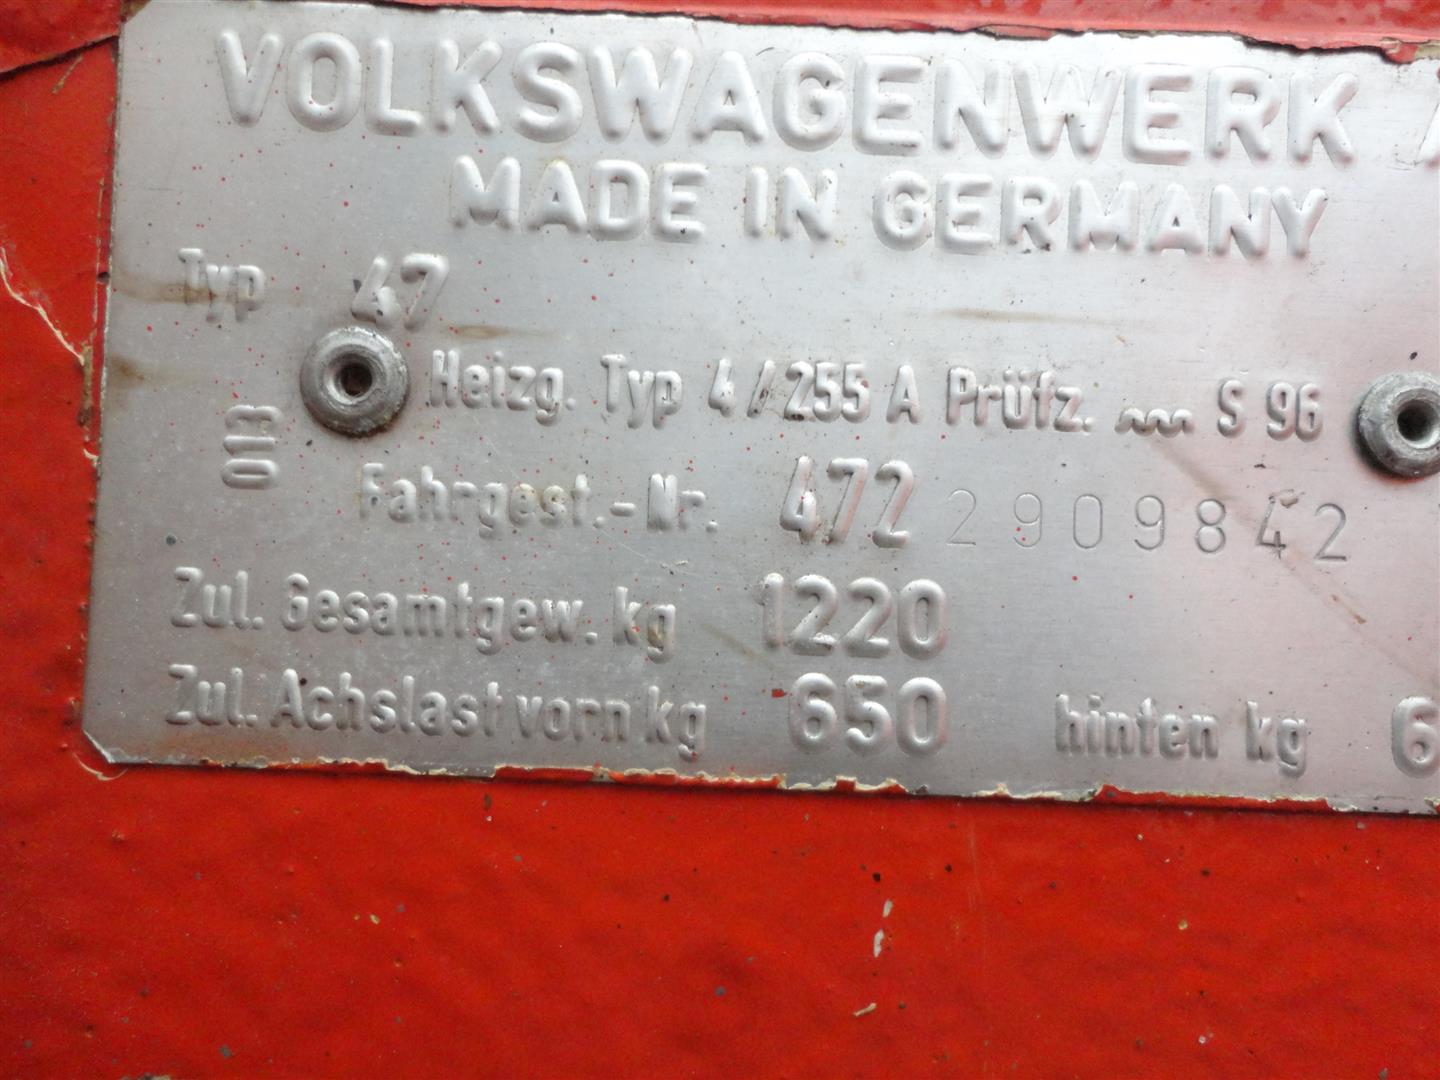 VOLKSWAGENWERK
MADE IN GERMANY
Typ 47
Heizg. Typ 4/255 A Prüfz. S 96
013
Fahrgest.-Nr. 472 2909842
Zul. Gesamtgew. kg 1220
Zul. Achslast vorn kg 650 hinten kg 6